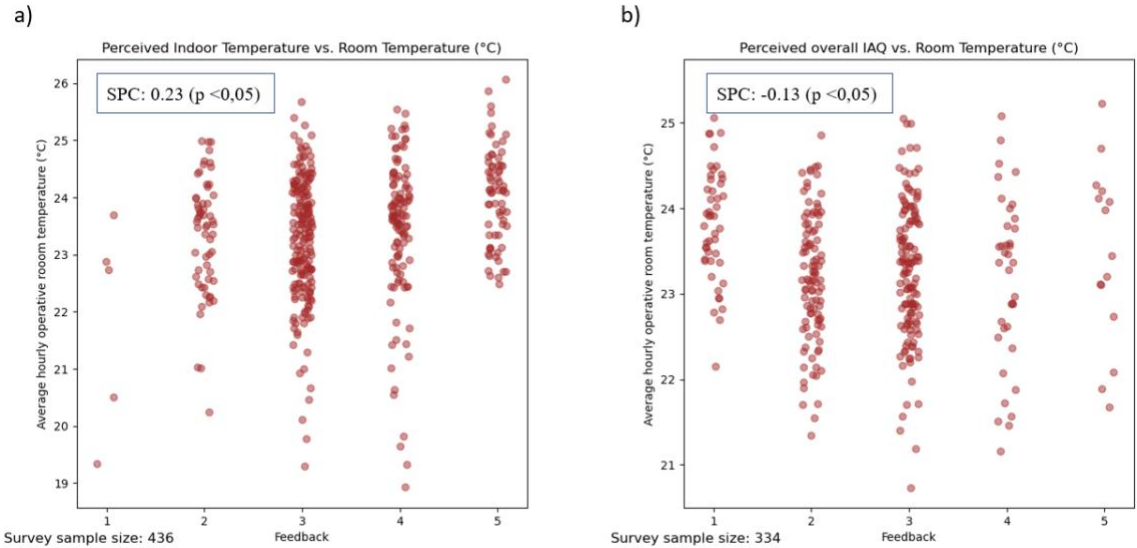 a)
Perceived Indoor Temperature vs. Room Temperature (°C)
SPC: 0.23 (p <0,05)
Average hourly operative rooom temperature (°C)
26
25
24
23
22
21
20
19
1 2 3 4 5
Feedback
Survey sample size: 436
b)
Perceived overall IAQ vs. Room Temperature (°C)
SPC: -0.13 (p <0,05)
Average hourly operative room temperature (°C)
25
24
23
22
21
1 2 3 4 5
Feedback
Survey sample size: 334